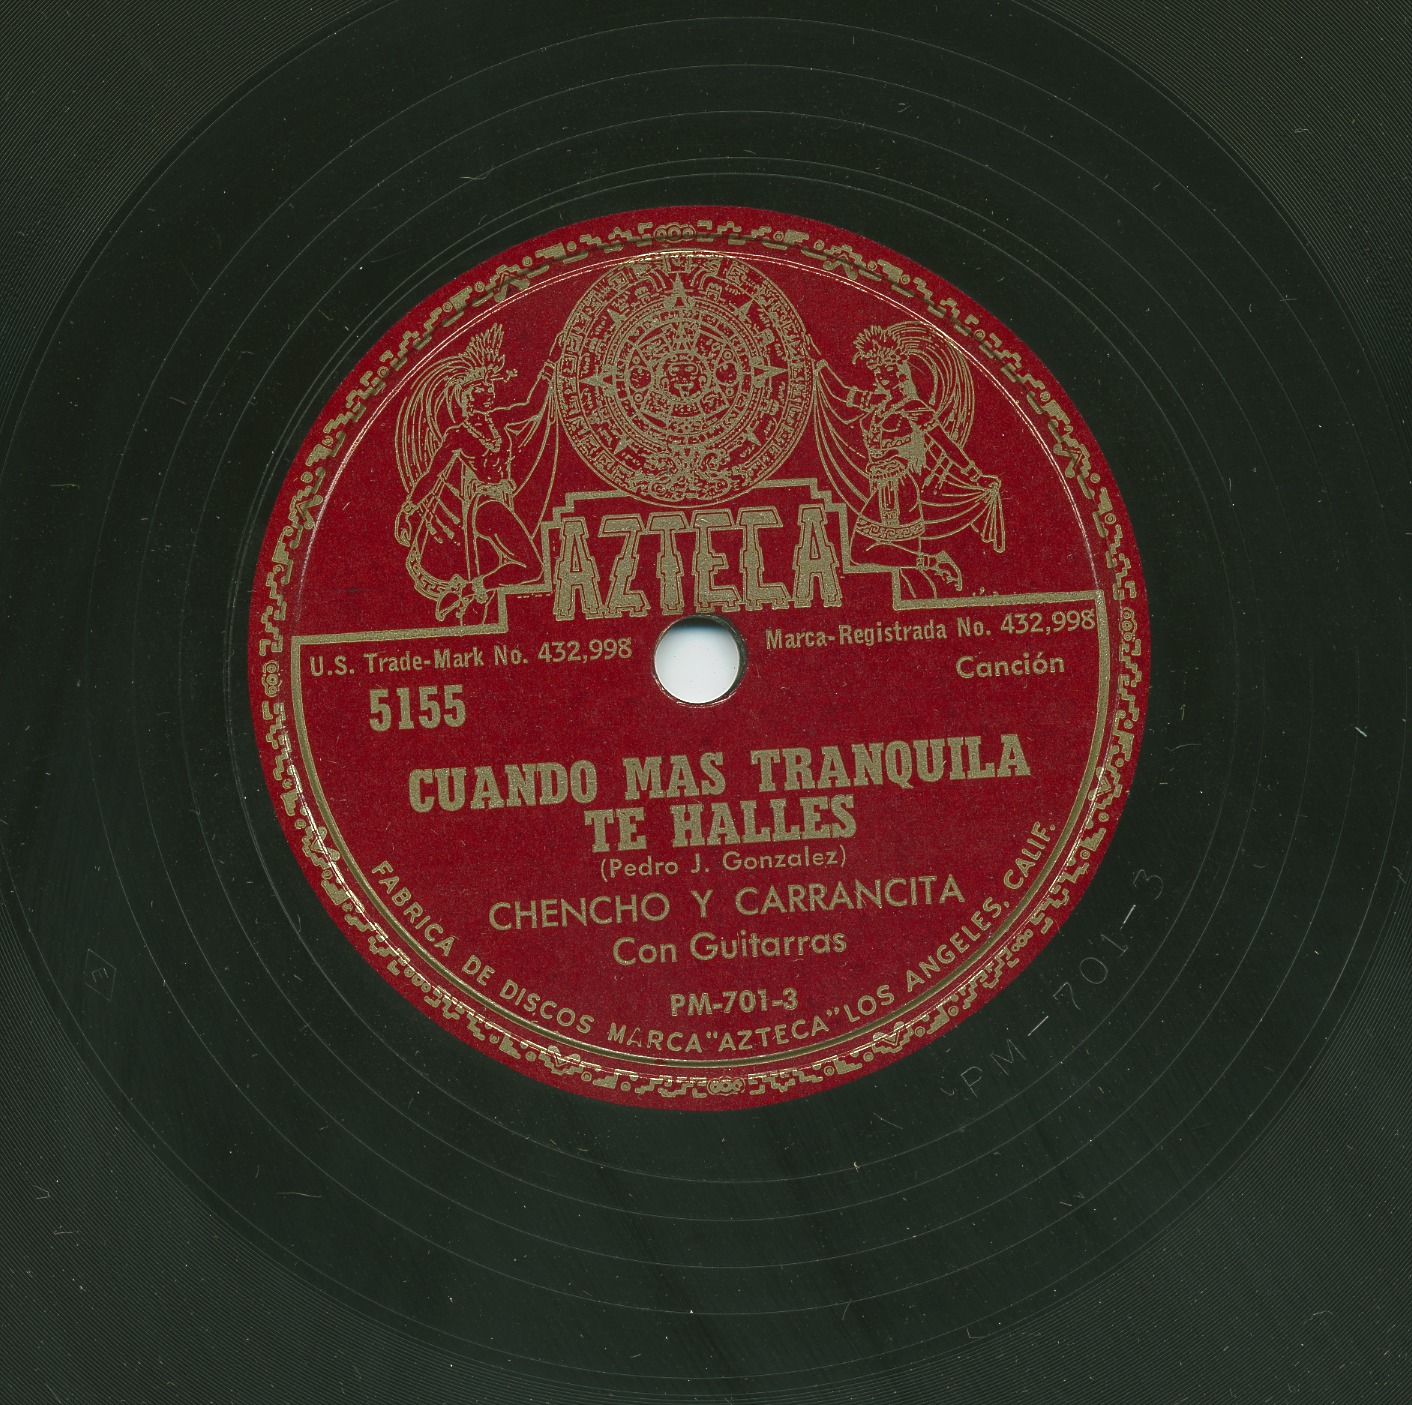 AZTECA
U.S. Trade-Mark No. 432,998
Marca-Registrada No. 432,998
5155
Canción
CUANDO MAS TRANQUILA
TE HALLES
(Pedro J. Gonzalez)
CHENCHO Y CARRANCITA
Con Guitarras
PM-701-3
FABRICA DE DISCOS MARCA "AZTECA" LOS ANGELES, CALIF.
PM-701-3
E